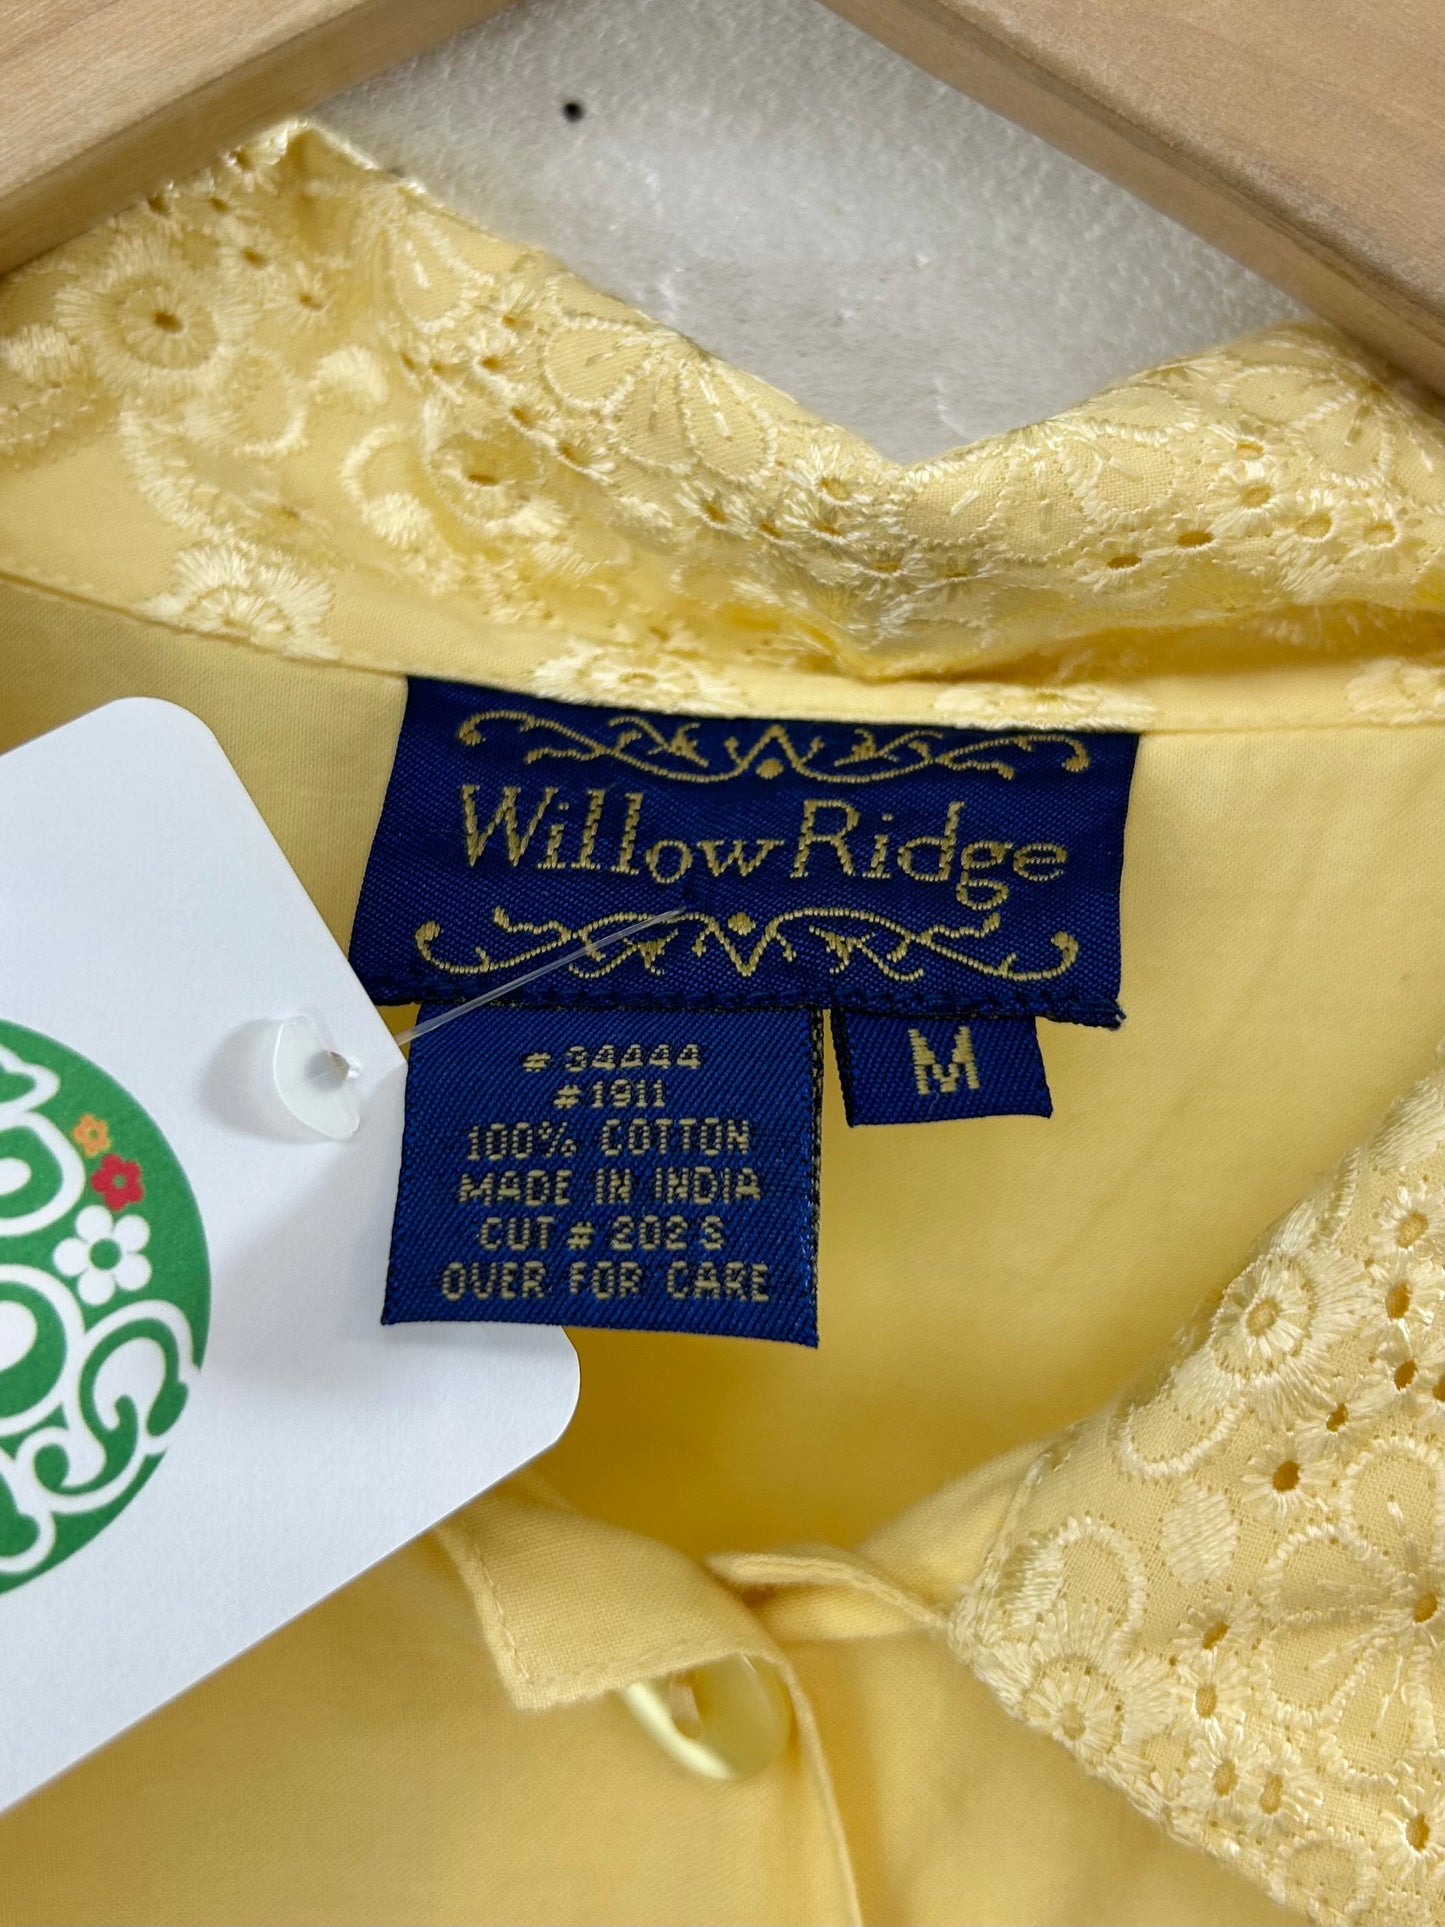 Willow Ridge
M
# 34444
#1911
100% COTTON
MADE IN INDIA
CUT # 202 S
OVER FOR CARE